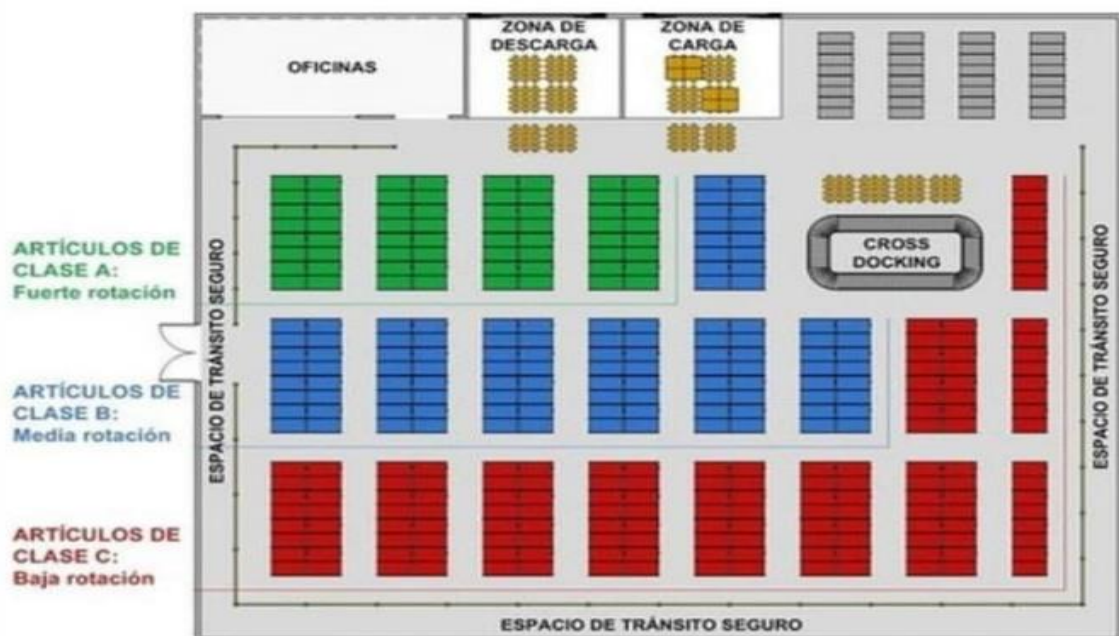 OFICINAS
ZONA DE
DESCARGA
ZONA DE
CARGA
ARTÍCULOS DE
CLASE A:
Fuerte rotación
ESPACIO DE TRÁNSITO SEGURO
CROSS
DOCKING
ESPACIO DE TRÁNSITO SEGURO
ARTÍCULOS DE
CLASE B:
Media rotación
ARTÍCULOS DE
CLASE C:
Baja rotación
ESPACIO DE TRÁNSITO SEGURO